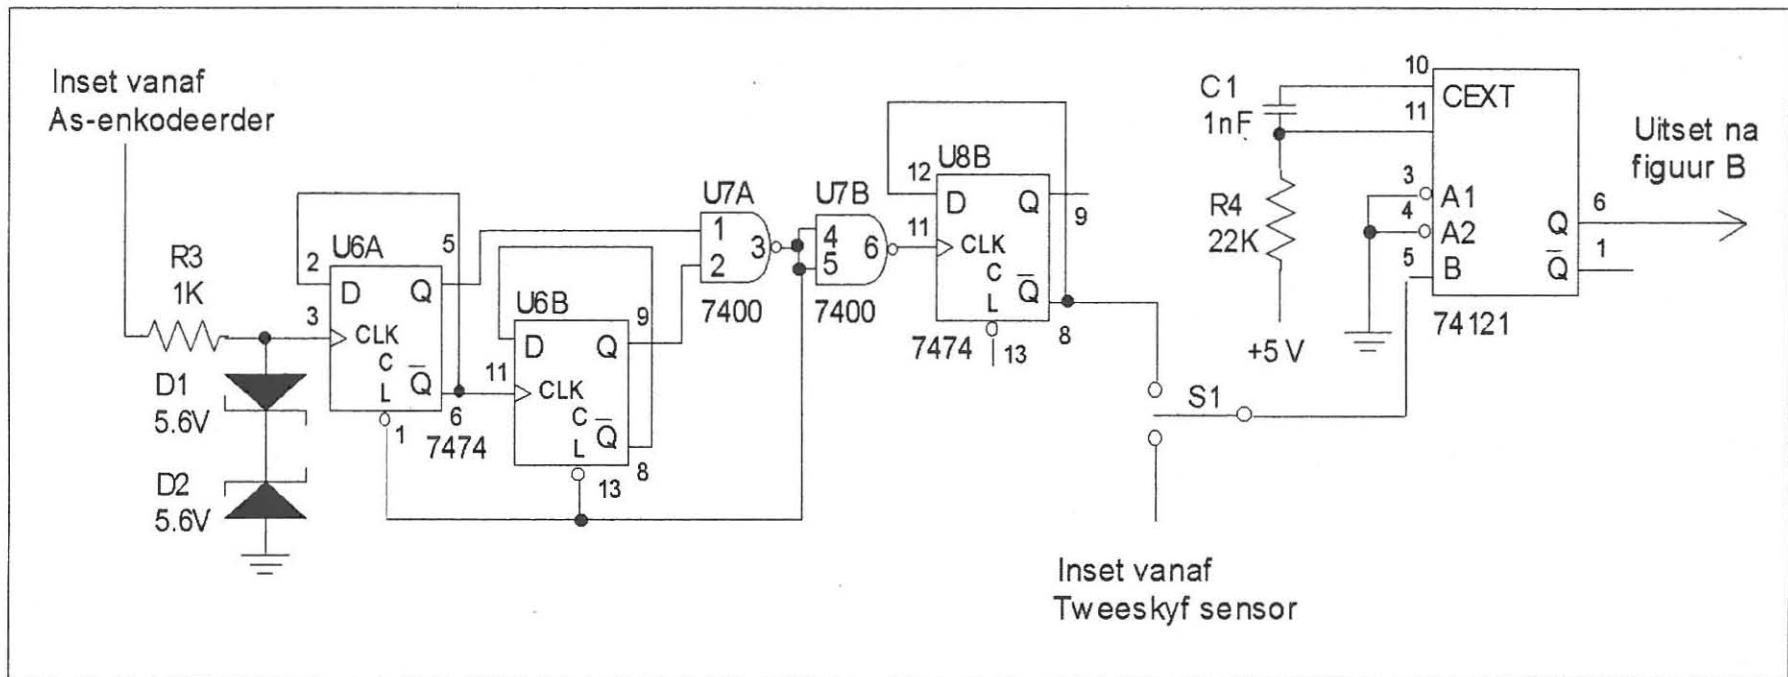 Inset vanaf
As-enkodeerder
R3
1K
D1
5.6V
D2
5.6V
U6A
2
5
D
Q
3
CLK
C
L
Q
1
6
7474
U6B
9
D
Q
11
CLK
C
L
Q
13
8
U7A
1
2
3
7400
U7B
4
5
6
7400
U8B
12
D
Q
9
11
CLK
C
L
Q
7474
13
8
S1
Inset vanaf
Tweeskyf sensor
C1
1nF
R4
22K
+5 V
10
CEXT
11
3
A1
4
A2
5
B
Q
6
Q
1
74121
Uitset na
figuur B